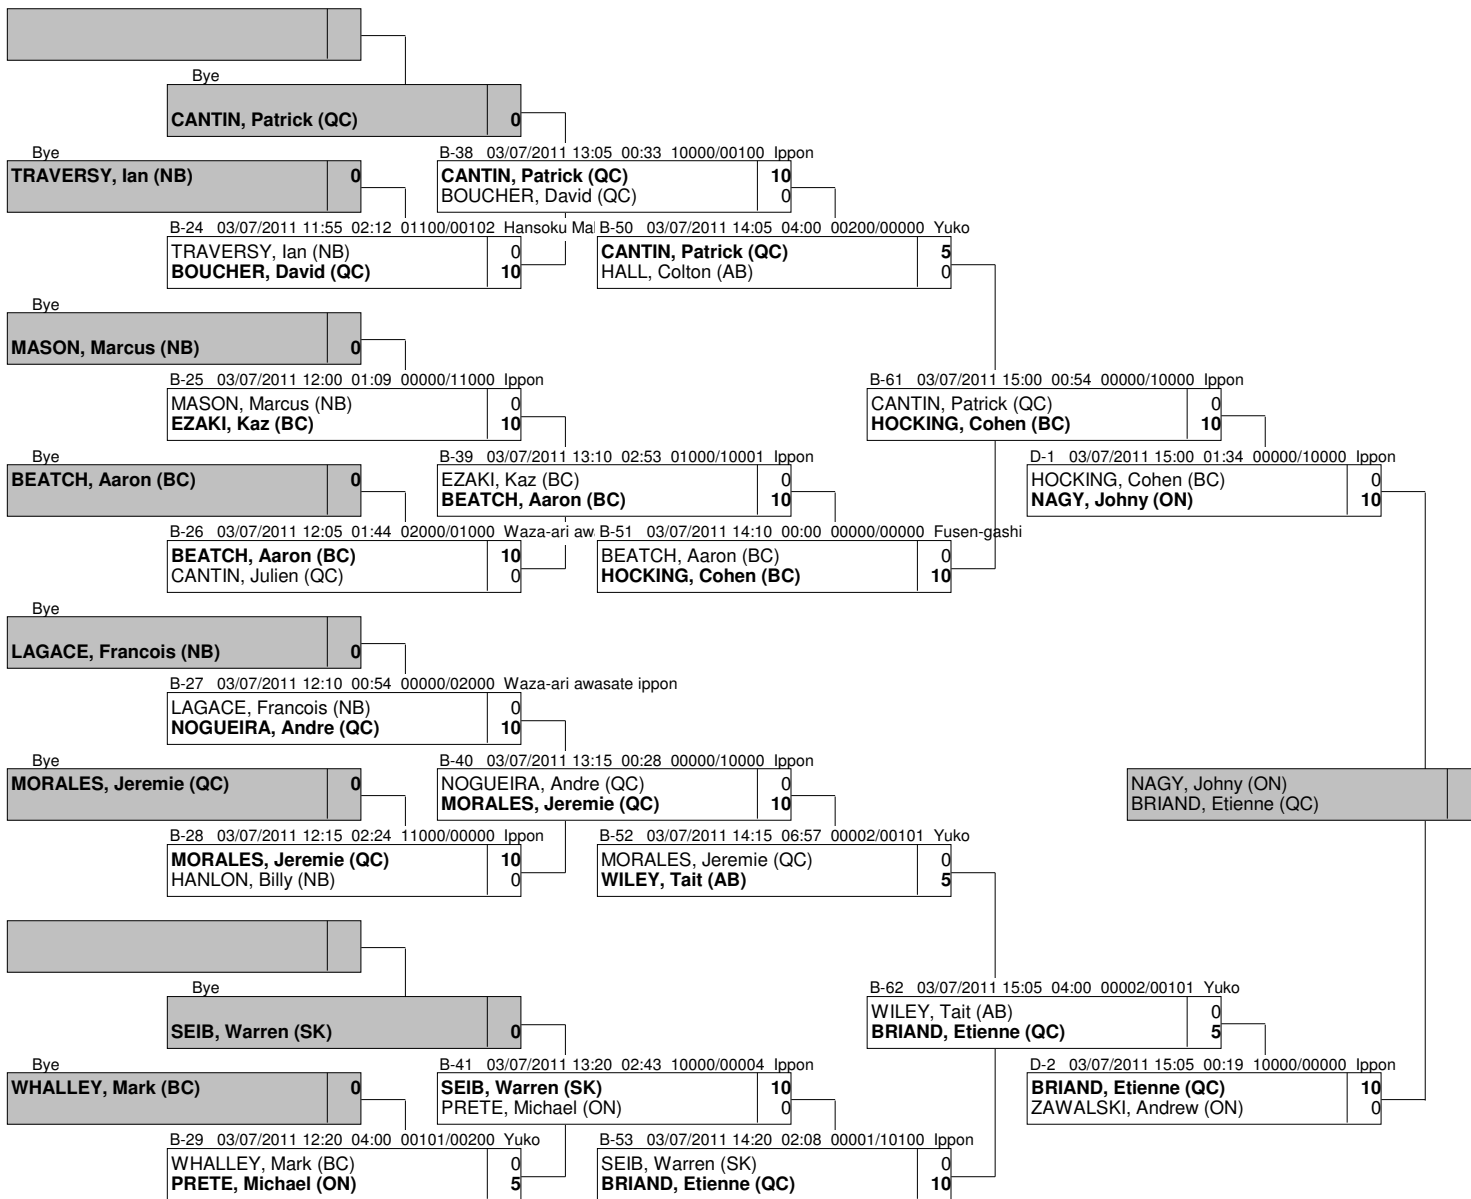 Bye
CANTIN, Patrick (QC) 0
Bye
TRAVERSY, Ian (NB) 0
B-38 03/07/2011 13:05 00:33 10000/00100 Ippon
CANTIN, Patrick (QC) 10
BOUCHER, David (QC) 0
B-24 03/07/2011 11:55 02:12 01100/00102 Hansoku Ma
TRAVERSY, Ian (NB) 0
BOUCHER, David (QC) 10
B-50 03/07/2011 14:05 04:00 00200/00000 Yuko
CANTIN, Patrick (QC) 5
HALL, Colton (AB) 0
Bye
MASON, Marcus (NB) 0
B-25 03/07/2011 12:00 01:09 00000/11000 Ippon
MASON, Marcus (NB) 0
EZAKI, Kaz (BC) 10
B-61 03/07/2011 15:00 00:54 00000/10000 Ippon
CANTIN, Patrick (QC) 0
HOCKING, Cohen (BC) 10
Bye
BEATCH, Aaron (BC) 0
B-39 03/07/2011 13:10 02:53 01000/10001 Ippon
EZAKI, Kaz (BC) 0
BEATCH, Aaron (BC) 10
D-1 03/07/2011 15:00 01:34 00000/10000 Ippon
HOCKING, Cohen (BC) 0
NAGY, Johny (ON) 10
B-26 03/07/2011 12:05 01:44 02000/01000 Waza-ari aw
BEATCH, Aaron (BC) 10
CANTIN, Julien (QC) 0
B-51 03/07/2011 14:10 00:00 00000/00000 Fusen-gashi
BEATCH, Aaron (BC) 0
HOCKING, Cohen (BC) 10
Bye
LAGACE, Francois (NB) 0
B-27 03/07/2011 12:10 00:54 00000/02000 Waza-ari awasate ippon
LAGACE, Francois (NB) 0
NOGUEIRA, Andre (QC) 10
Bye
MORALES, Jeremie (QC) 0
B-40 03/07/2011 13:15 00:28 00000/10000 Ippon
NOGUEIRA, Andre (QC) 0
MORALES, Jeremie (QC) 10
NAGY, Johny (ON)
BRIAND, Etienne (QC)
B-28 03/07/2011 12:15 02:24 11000/00000 Ippon
MORALES, Jeremie (QC) 10
HANLON, Billy (NB) 0
B-52 03/07/2011 14:15 06:57 00002/00101 Yuko
MORALES, Jeremie (QC) 0
WILEY, Tait (AB) 5
Bye
SEIB, Warren (SK) 0
B-62 03/07/2011 15:05 04:00 00002/00101 Yuko
WILEY, Tait (AB) 0
BRIAND, Etienne (QC) 5
Bye
WHALLEY, Mark (BC) 0
B-41 03/07/2011 13:20 02:43 10000/00004 Ippon
SEIB, Warren (SK) 10
PRETE, Michael (ON) 0
D-2 03/07/2011 15:05 00:19 10000/00000 Ippon
BRIAND, Etienne (QC) 10
ZAWALSKI, Andrew (ON) 0
B-29 03/07/2011 12:20 04:00 00101/00200 Yuko
WHALLEY, Mark (BC) 0
PRETE, Michael (ON) 5
B-53 03/07/2011 14:20 02:08 00001/10100 Ippon
SEIB, Warren (SK) 0
BRIAND, Etienne (QC) 10